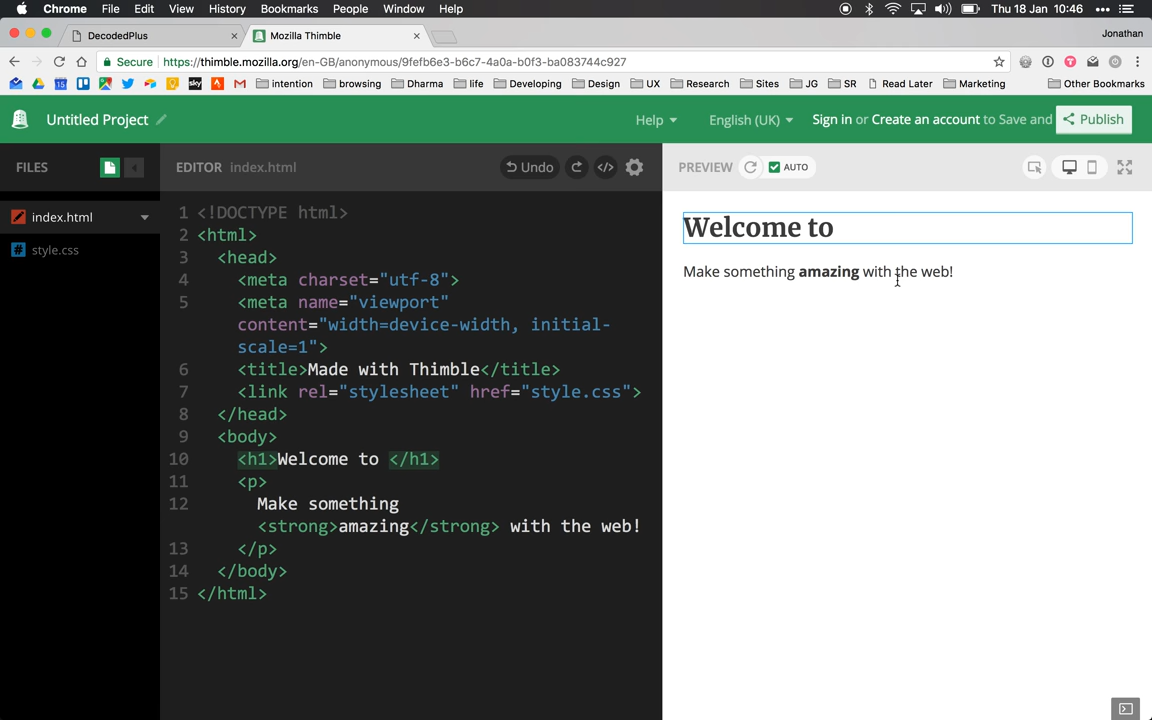 Chrome File Edit View History Bookmarks People Window Help Thu 18 Jan 10:46
DecodedPlus Mozilla Thimble Jonathan
Secure https://thimble.mozilla.org/en-GB/anonymous/9fefb6e3-b6c7-4a0a-b0f3-ba083744c927
intention browsing Dharma life Developing Design UX Research Sites JG SR Read Later Marketing Other Bookmarks
Untitled Project Help English (UK) Sign in or Create an account to Save and Publish
FILES EDITOR index.html Undo PREVIEW AUTO
index.html
style.css
1 <!DOCTYPE html>
2 <html>
3 <head>
4 <meta charset="utf-8">
5 <meta name="viewport"
content="width=device-width, initial-
scale=1">
6 <title>Made with Thimble</title>
7 <link rel="stylesheet" href="style.css">
8 </head>
9 <body>
10 <h1>Welcome to </h1>
11 <p>
12 Make something
<strong>amazing</strong> with the web!
13 </p>
14 </body>
15 </html>
Welcome to
Make something amazing with the web!